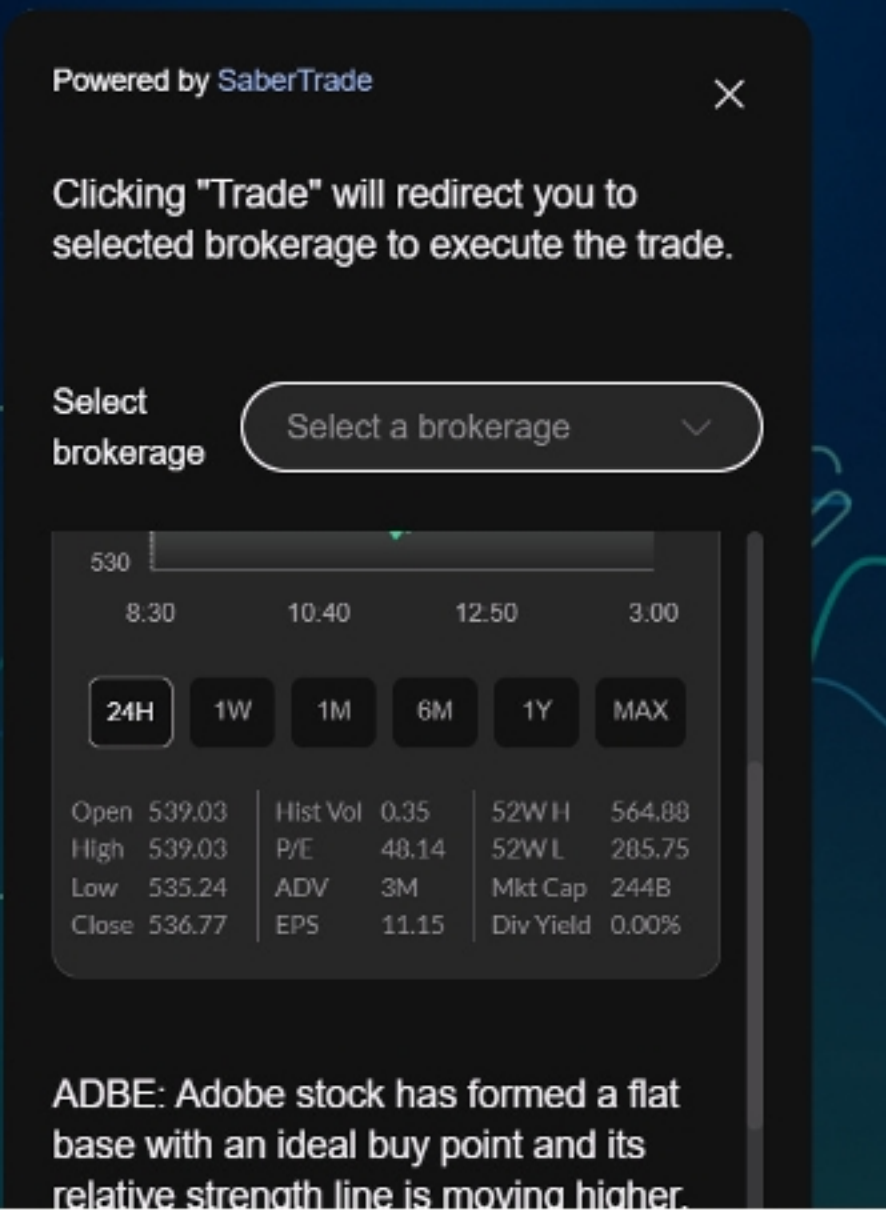 Powered by SaberTrade
Clicking "Trade" will redirect you to
selected brokerage to execute the trade.
Select
brokerage
Select a brokerage
530
8:30 10:40 12:50 3:00
24H 1W 1M 6M 1Y MAX
Open 539.03 Hist Vol 0.35 52W H 564.88
High 539.03 P/E 48.14 52W L 285.75
Low 535.24 ADV 3M Mkt Cap 244B
Close 536.77 EPS 11.15 Div Yield 0.00%
ADBE: Adobe stock has formed a flat
base with an ideal buy point and its
relative strength line is moving higher.